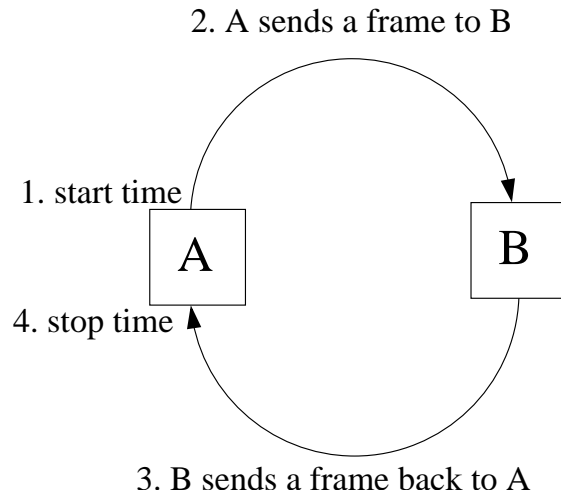 2. A sends a frame to B
1. start time
A
B
4. stop time
3. B sends a frame back to A